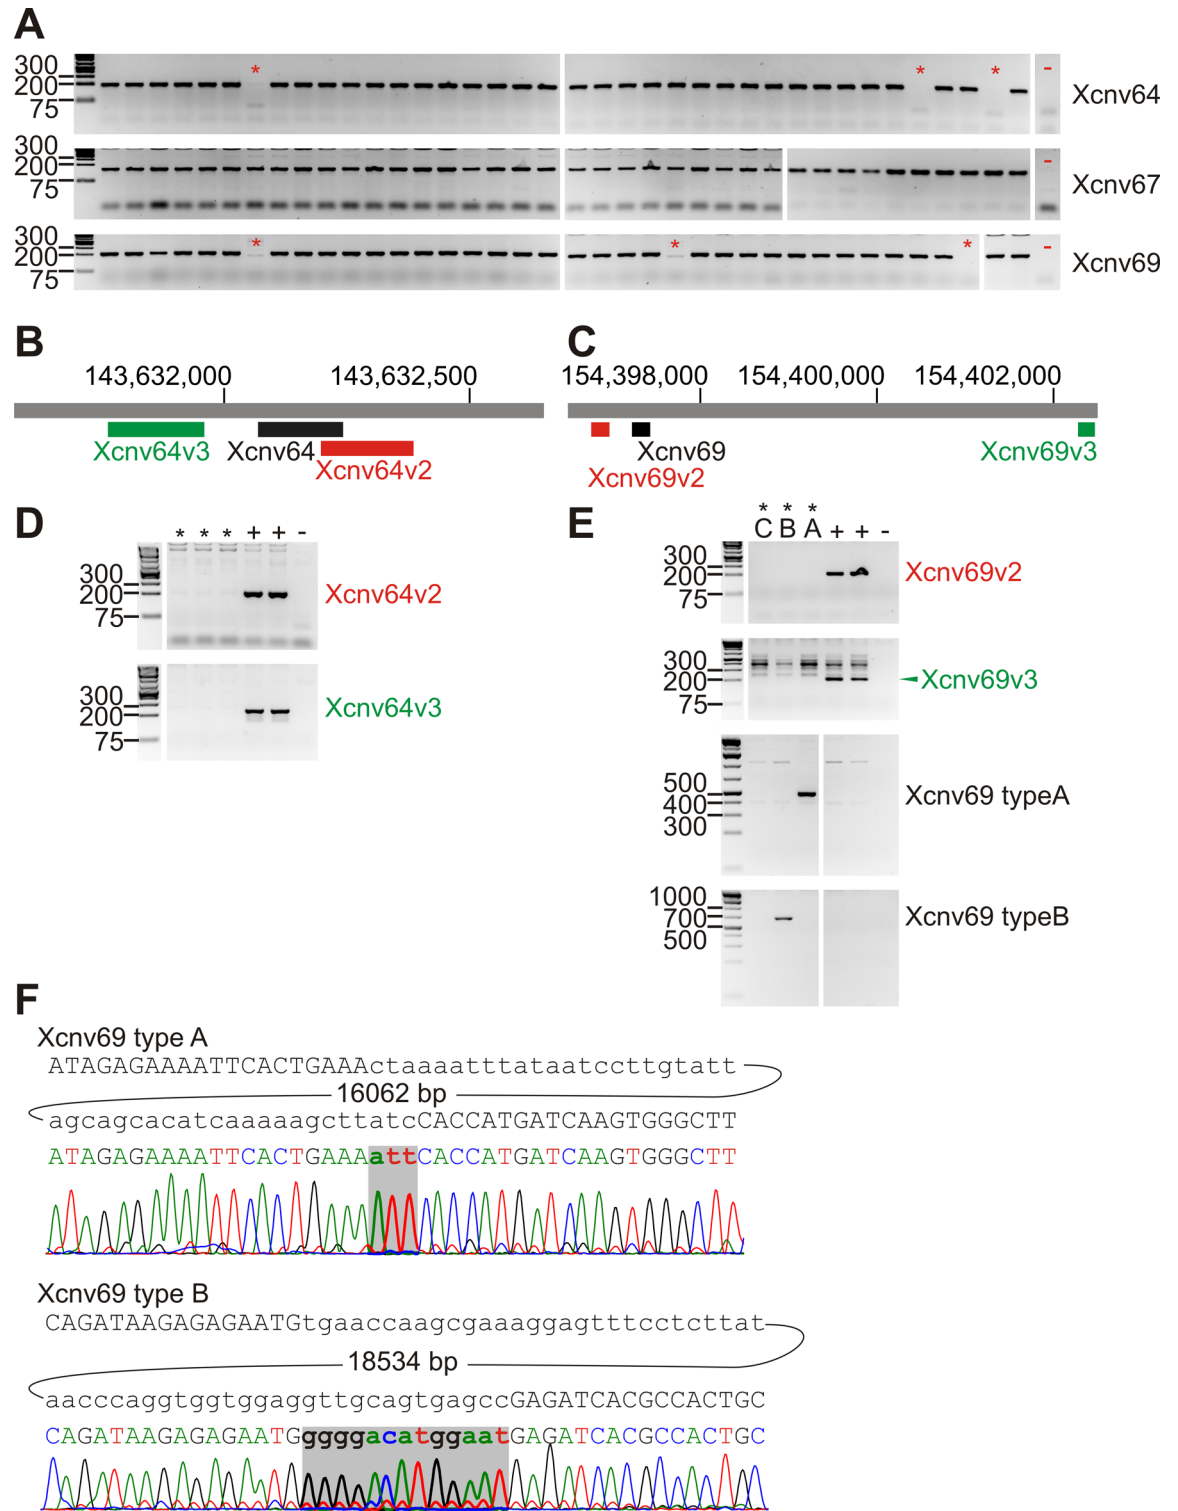 A
300
200
75
* * *
-
Xcnv64
300
200
75
-
Xcnv67
300
200
75
* * *
-
Xcnv69
B
143,632,000 143,632,500
Xcnv64v3 Xcnv64
Xcnv64v2
C
154,398,000 154,400,000 154,402,000
Xcnv69 Xcnv69v3
Xcnv69v2
D
* * * + + -
300
200
75
Xcnv64v2
300
200
75
Xcnv64v3
E
* * *
C B A + + -
300
200
75
Xcnv69v2
300
200
75
Xcnv69v3
500
400
300
Xcnv69 typeA
1000
700
500
Xcnv69 typeB
F
Xcnv69 type A
ATAGAGAAAATTCACTGAAActaaaatttataatccttgtatt
16062 bp
agcagcacatcaaaaagcttatcCACCATGATCAAGTGGGCTT
ATAGAGAAAATTCACTGAAAattCACCATGATCAAGTGGGCTT
Xcnv69 type B
CAGATAAGAGAGAATGtgaaccaagcgaaaggagtttcctcttat
18534 bp
aacccaggtggtggaggttgcagtgagccGAGATCACGCCACTGC
CAGATAAGAGAGAATGggggacatggaatGAGATCACGCCACTGC